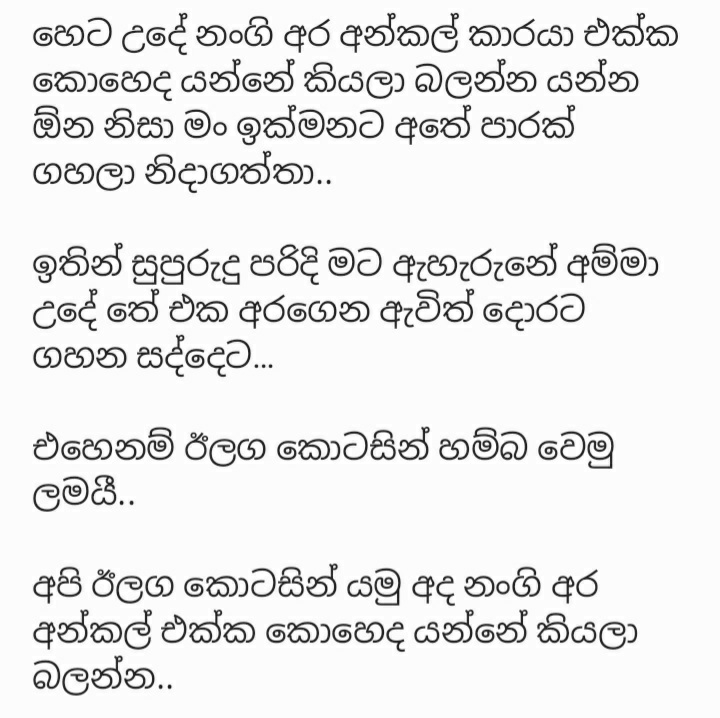 හෙට උදේ නංගි අර අන්කල් කාරයා එක්ක
කොහෙද යන්නේ කියලා බලන්න යන්න
ඕන නිසා මං ඉක්මනට අතේ පාරක්
ගහලා නිදාගත්තා..
ඉතින් සුපුරුදු පරිදි මට ඇහැරුනේ අම්මා
උදේ තේ එක අරගෙන ඇවිත් දොරට
ගහන සද්දෙට...
එහෙනම් ඊලග කොටසින් හම්බ වෙමු
ලමයී..
අපි ඊලග කොටසින් යමු අද නංගි අර
අන්කල් එක්ක කොහෙද යන්නේ කියලා
බලන්න..